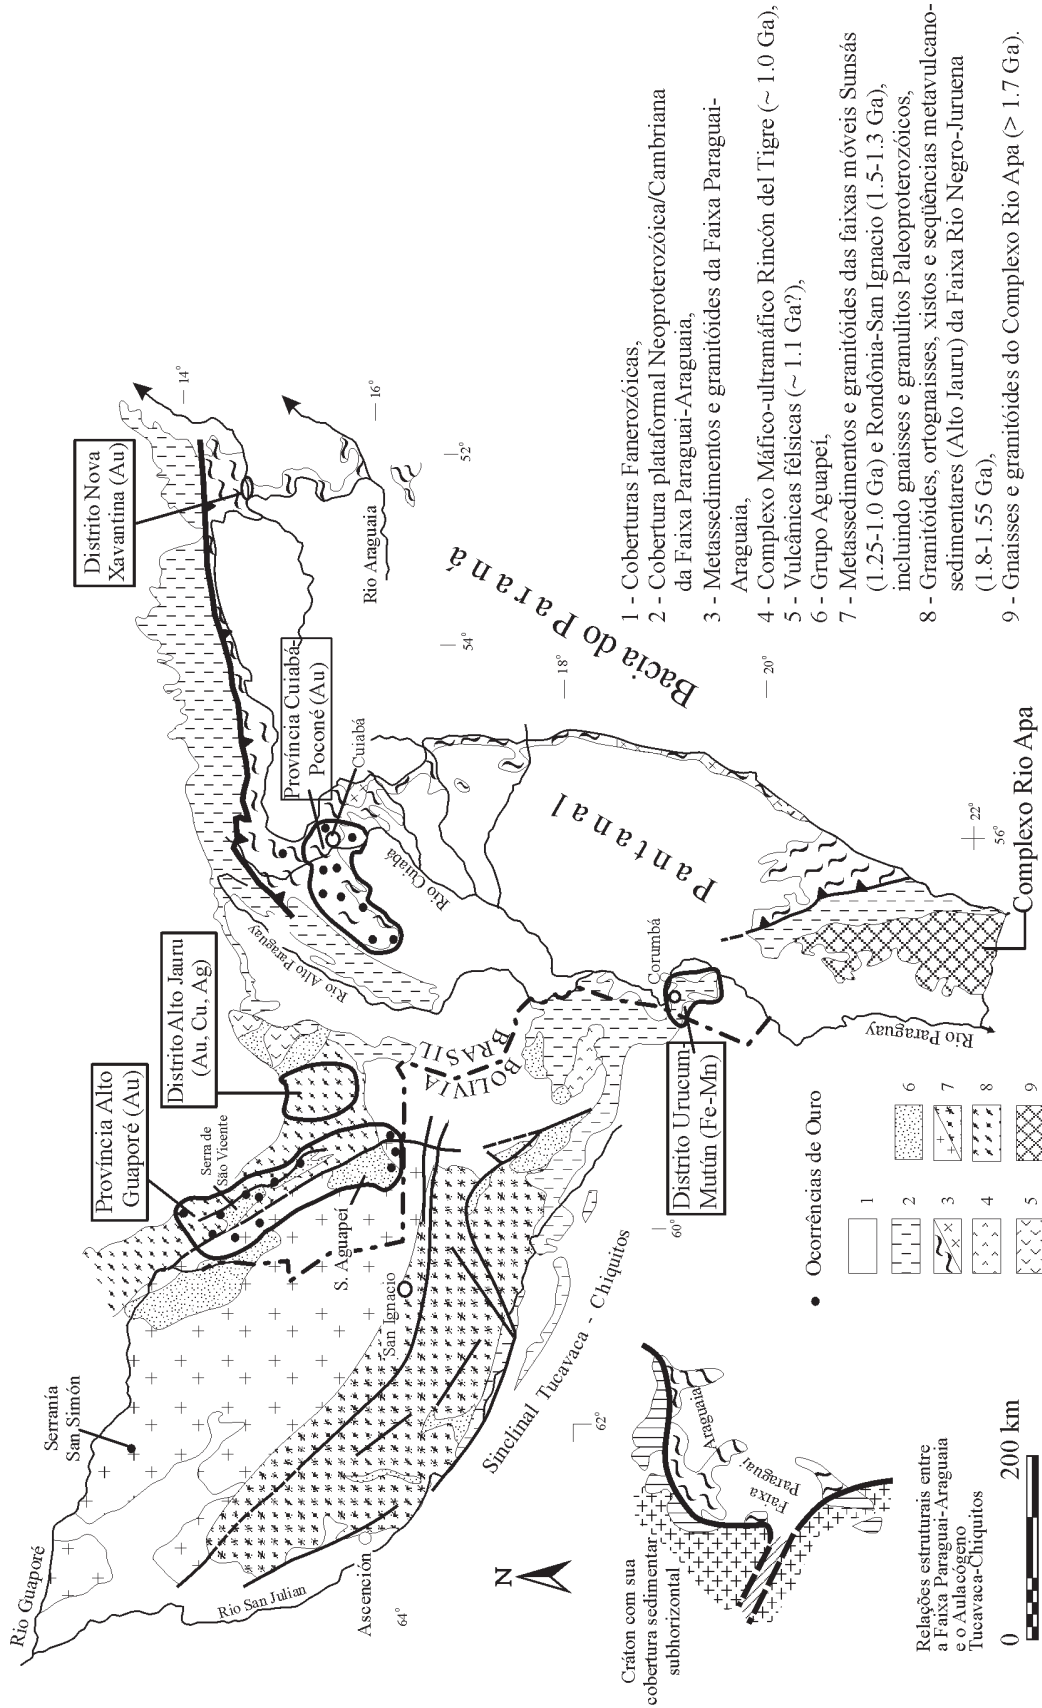 Rio Guaporé
Serranía
San Simón
Província Alto
Guaporé (Au)
Serra de
São Vicente
Distrito Alto Jauru
(Au, Cu, Ag)
Distrito Nova
Xavantina (Au)
14°
16
52°
54°
18°
20°
22°
56°
60°
62°
64°
Rio Araguaia
Província Cuiabá-
Poconé (Au)
Cuiabá
Rio Cuiabá
Rio Alto Paraguay
Bacia do Paraná
Pantanal
S. Aguapeí
BOLIVIA
BRASIL
San Ignacio
Ascención
Rio San Julian
Sinclinal Tucavaca - Chiquitos
Corumbá
Distrito Urucum-
Mutún (Fe-Mn)
Rio Paraguay
Complexo Rio Apa
N
Cráton com sua
cobertura sedimentar
subhorizontal
Faixa
Paraguai
Araguaia
Relações estruturais entre
a Faixa Paraguai-Araguaia
e o Aulacógeno
Tucavaca-Chiquitos
0 200 km
Ocorrências de Ouro
1
2
3
4
5
6
7
8
9
1 - Coberturas Fanerozóicas,
2 - Cobertura plataformal Neoproterozóica/Cambriana
da Faixa Paraguai-Araguaia,
3 - Metassedimentos e granitóides da Faixa Paraguai-
Araguaia,
4 - Complexo Máfico-ultramáfico Rincón del Tigre (~ 1.0 Ga),
5 - Vulcânicas félsicas (~ 1.1 Ga?),
6 - Grupo Aguapeí,
7 - Metassedimentos e granitóides das faixas móveis Sunsás
(1.25-1.0 Ga) e Rondônia-San Ignacio (1.5-1.3 Ga),
incluindo gnaisses e granulitos Paleoproterozóicos,
8 - Granitóides, ortognaisses, xistos e seqüências metavulcano-
sedimentares (Alto Jauru) da Faixa Rio Negro-Juruena
(1.8-1.55 Ga),
9 - Gnaisses e granitóides do Complexo Rio Apa (> 1.7 Ga).